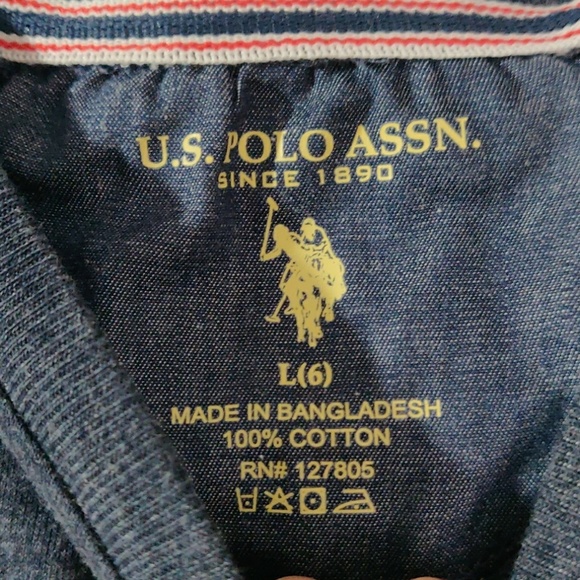 U.S. POLO ASSN.
SINCE 1890
L(6)
MADE IN BANGLADESH
100% COTTON
RN# 127805